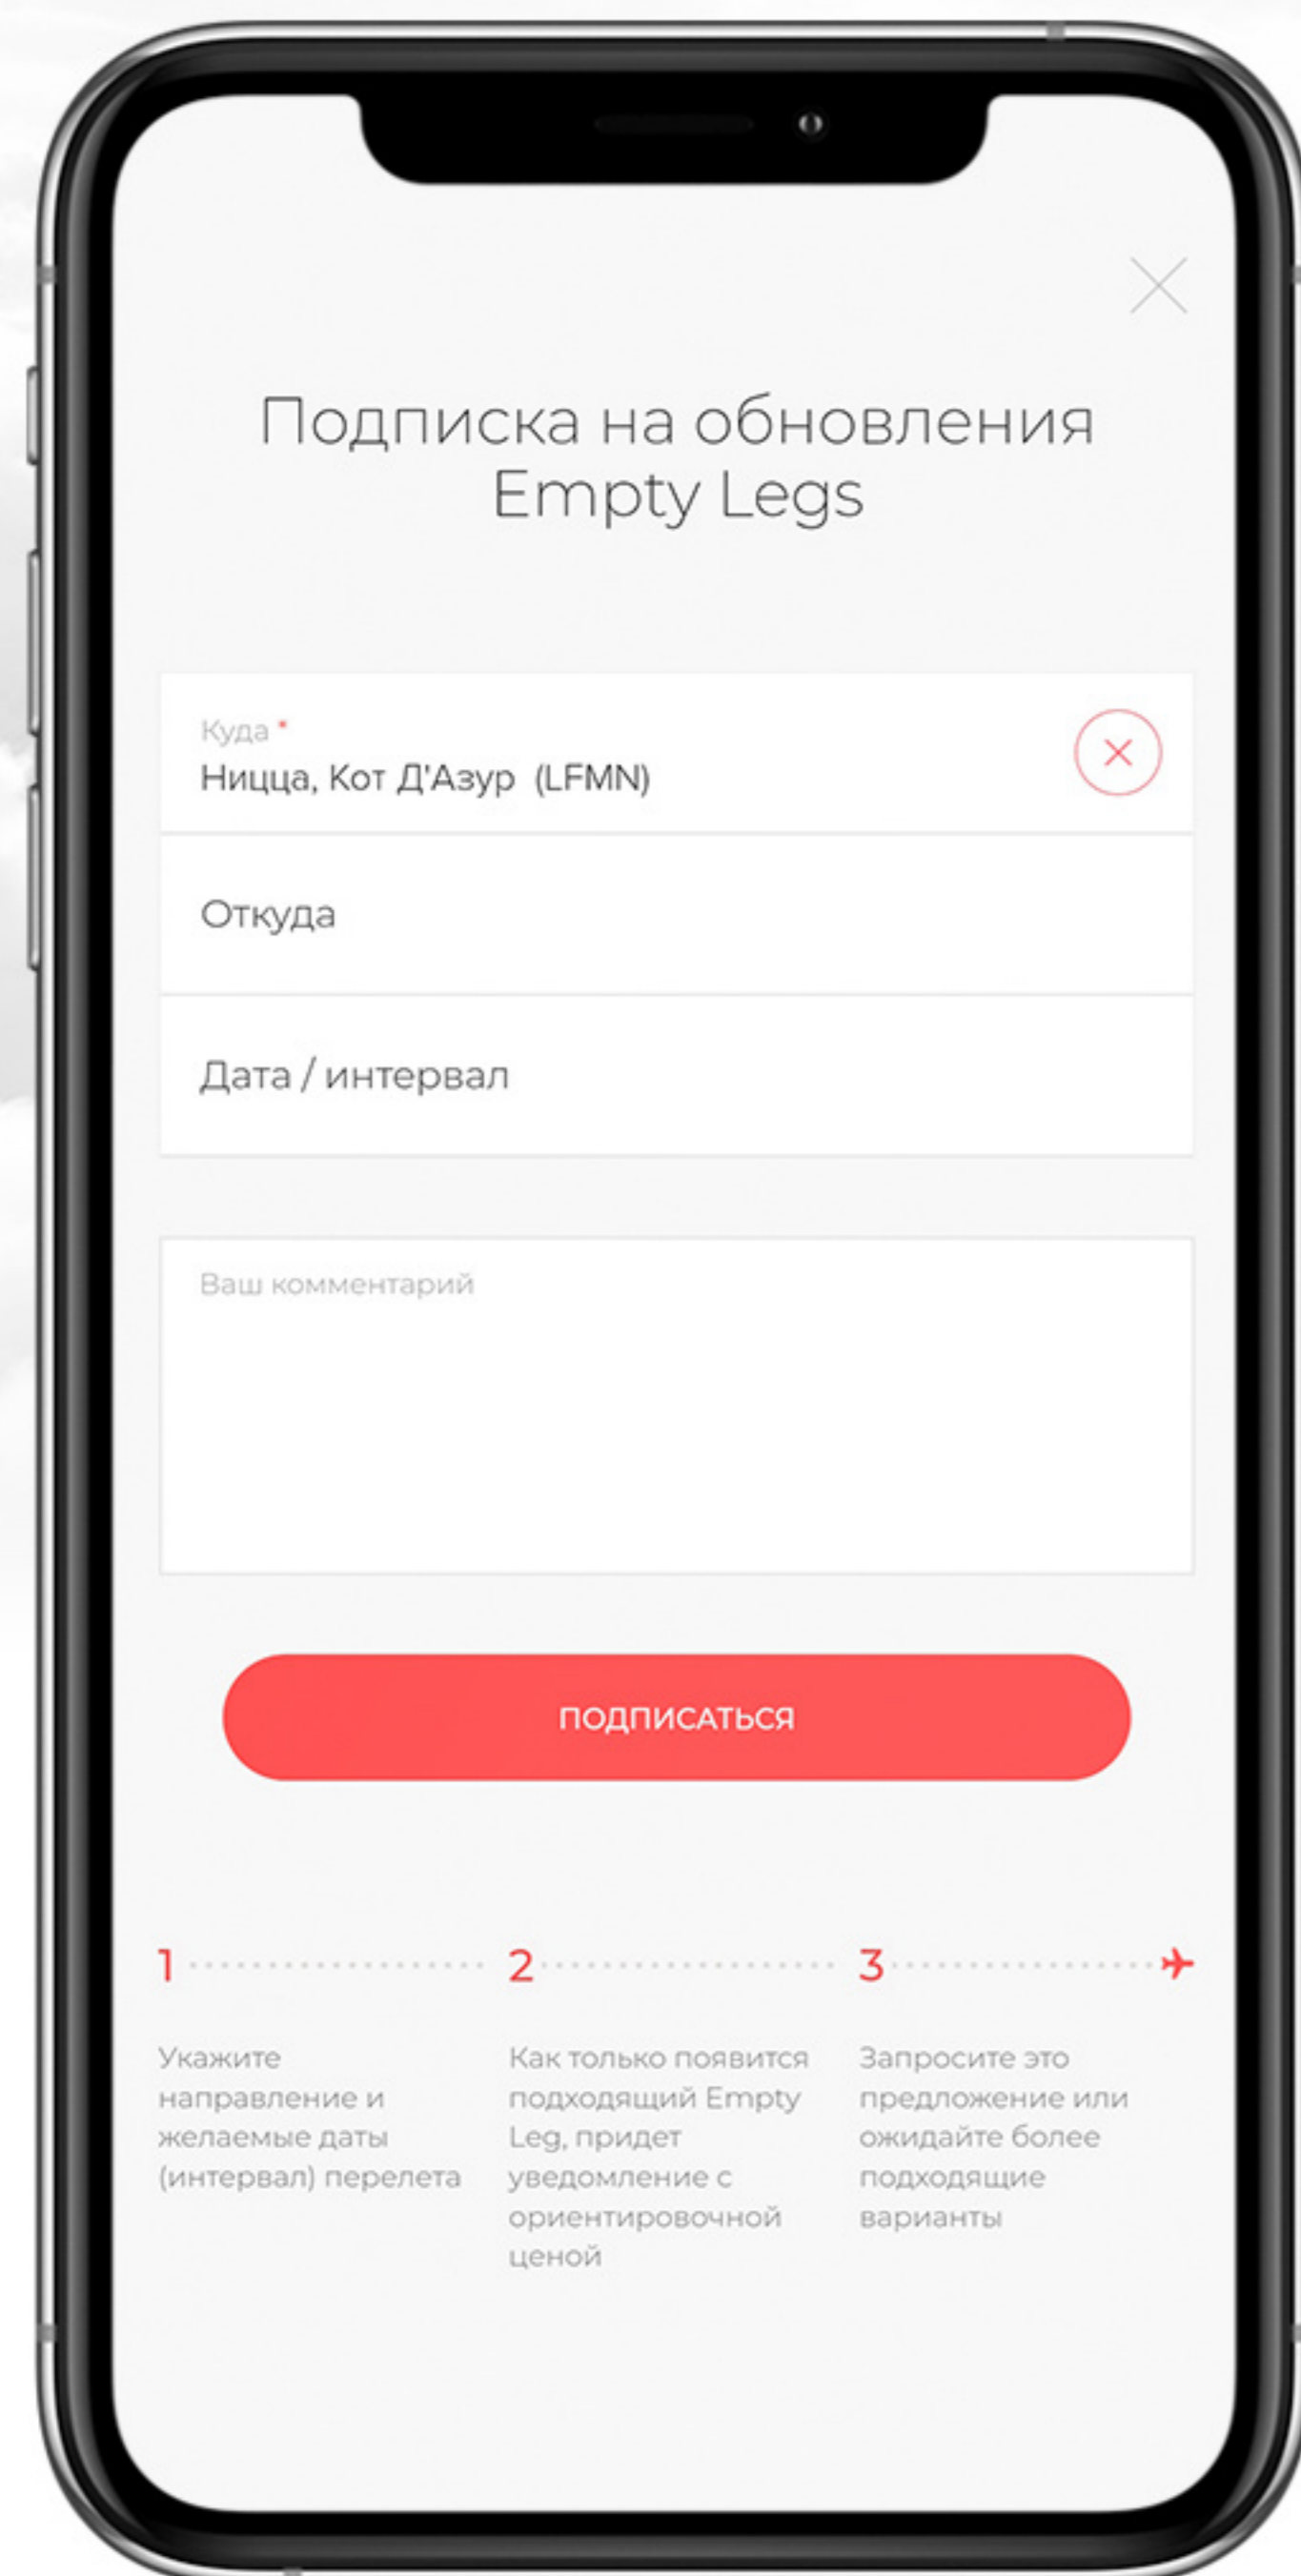 Подписка на обновления
Empty Legs
Куда *
Ницца, Кот Д'Азур (LFMN)
Откуда
Дата / интервал
Ваш комментарий
ПОДПИСАТЬСЯ
1
Укажите
направление и
желаемые даты
(интервал) перелета
2
Как только появится
подходящий Empty
Leg, придет
уведомление с
ориентировочной
ценой
3
Запросите это
предложение или
ожидайте более
подходящие
варианты